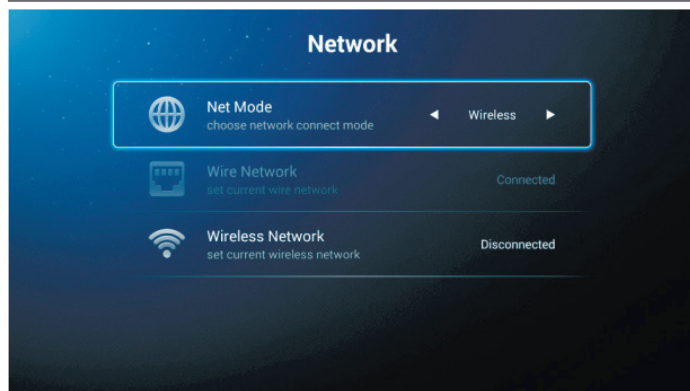 Network
Net Mode
choose network connect mode
Wireless
Wire Network
set current wire network
Connected
Wireless Network
set current wireless network
Disconnected